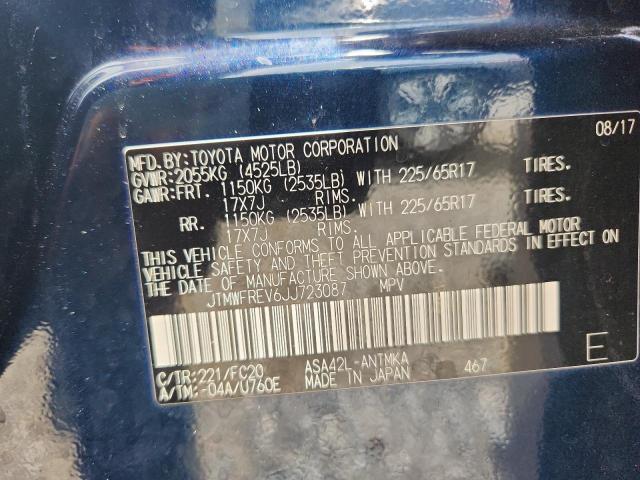 08/17
MFD.BY:TOYOTA MOTOR CORPORATION
GVWR:2055KG (4525LB)
GAWR:FRT. 1150KG (2535LB) WITH 225/65R17 TIRES.
17X7J RIMS.
RR. 1150KG (2535LB) WITH 225/65R17 TIRES.
17X7J RIMS.
THIS VEHICLE CONFORMS TO ALL APPLICABLE FEDERAL MOTOR
VEHICLE SAFETY AND THEFT PREVENTION STANDARDS IN EFFECT ON
THE DATE OF MANUFACTURE SHOWN ABOVE.
JTMWFREV6JJ723087 MPV
C/TR:221/FC20 ASA42L-ANTMKA 467 E
A/TM:-04A/U760E MADE IN JAPAN